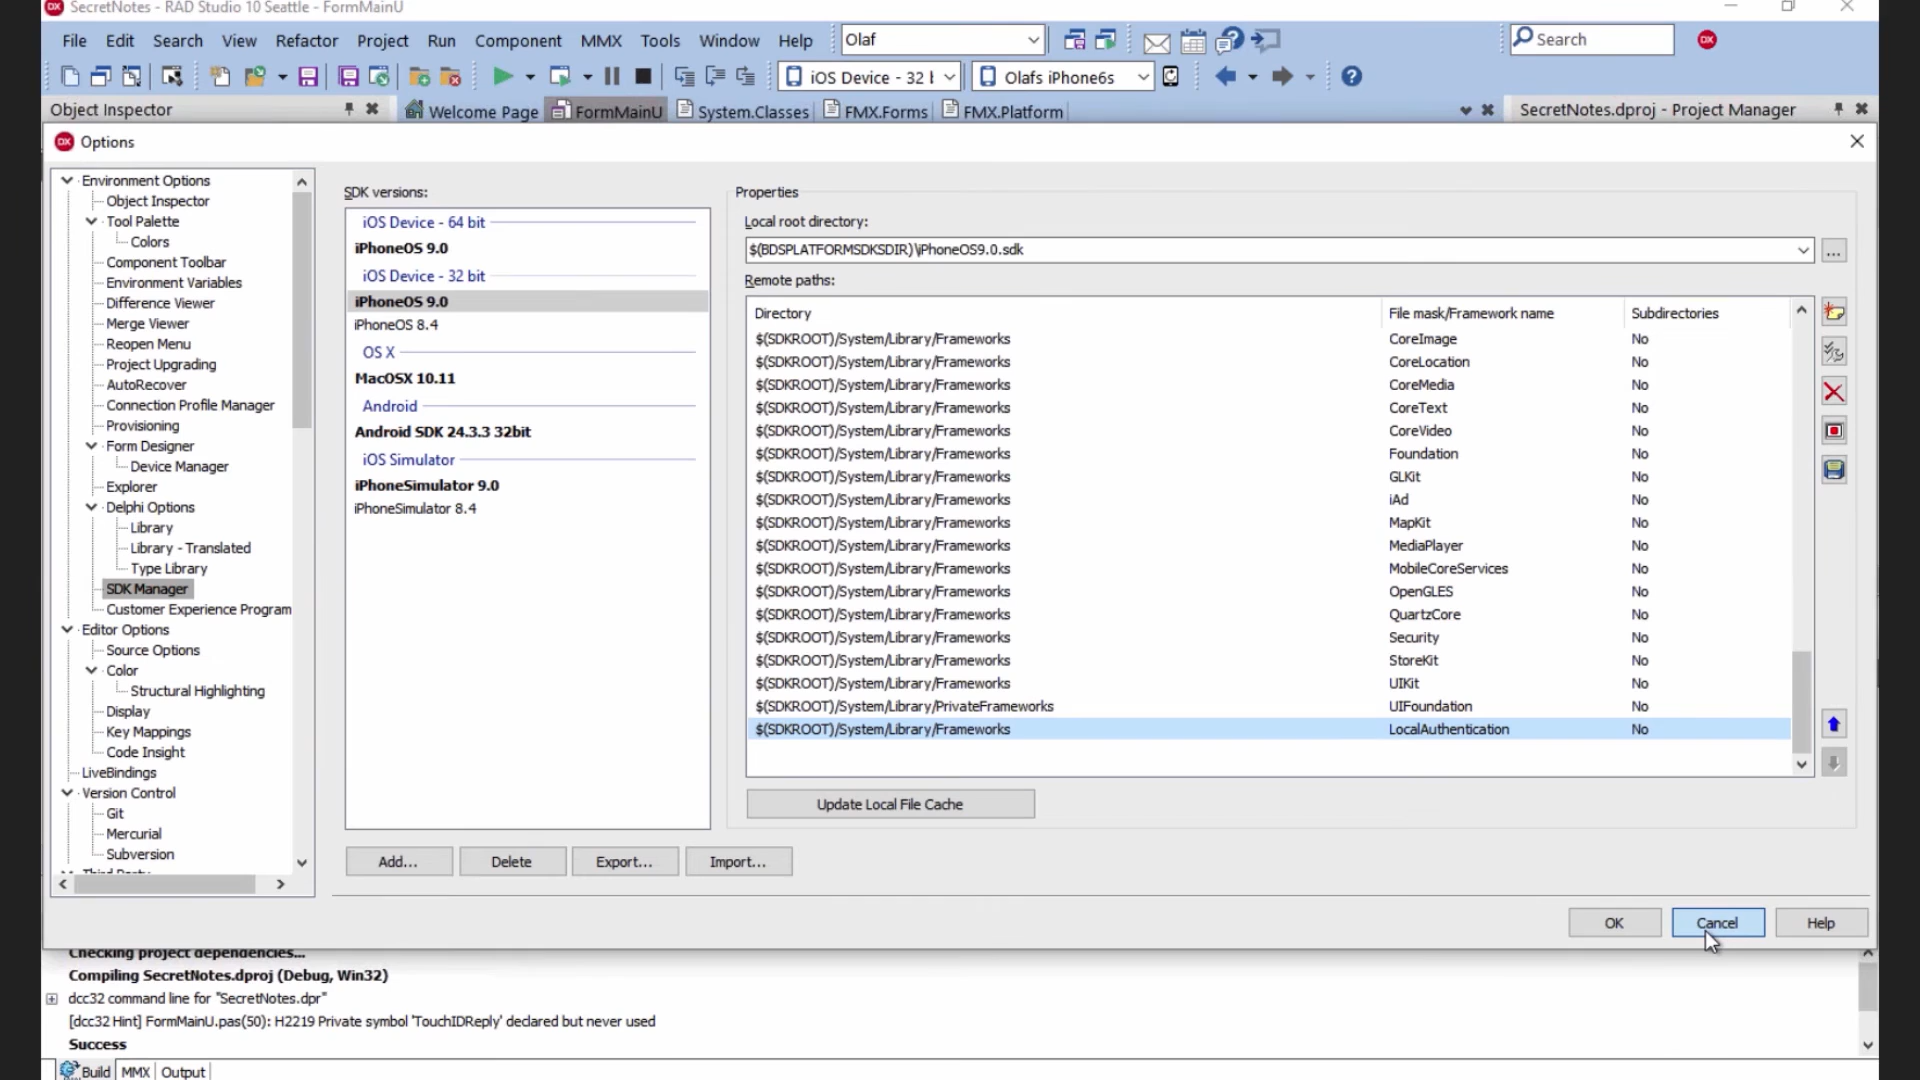 SecretNotes - RAD Studio 10 Seattle - FormMainU
File Edit Search View Refactor Project Run Component MMX Tools Window Help
Olaf
Search
iOS Device - 32 b
Olafs iPhone6s
Object Inspector
Welcome Page
FormMainU
System.Classes
FMX.Forms
FMX.Platform
SecretNotes.dproj - Project Manager
Options
Environment Options
Object Inspector
Tool Palette
Colors
Component Toolbar
Environment Variables
Difference Viewer
Merge Viewer
Reopen Menu
Project Upgrading
AutoRecover
Connection Profile Manager
Provisioning
Form Designer
Device Manager
Explorer
Delphi Options
Library
Library - Translated
Type Library
SDK Manager
Customer Experience Program
Editor Options
Source Options
Color
Structural Highlighting
Display
Key Mappings
Code Insight
LiveBindings
Version Control
Git
Mercurial
Subversion
Third Party
SDK versions:
iOS Device - 64 bit
iPhoneOS 9.0
iOS Device - 32 bit
iPhoneOS 9.0
iPhoneOS 8.4
OS X
MacOSX 10.11
Android
Android SDK 24.3.3 32bit
iOS Simulator
iPhoneSimulator 9.0
iPhoneSimulator 8.4
Add...
Delete
Export...
Import...
Properties
Local root directory:
$(BDSPLATFORMSDKSDIR)\iPhoneOS9.0.sdk
...
Remote paths:
Directory File mask/Framework name Subdirectories
$(SDKROOT)/System/Library/Frameworks CoreImage No
$(SDKROOT)/System/Library/Frameworks CoreLocation No
$(SDKROOT)/System/Library/Frameworks CoreMedia No
$(SDKROOT)/System/Library/Frameworks CoreText No
$(SDKROOT)/System/Library/Frameworks CoreVideo No
$(SDKROOT)/System/Library/Frameworks Foundation No
$(SDKROOT)/System/Library/Frameworks GLKit No
$(SDKROOT)/System/Library/Frameworks iAd No
$(SDKROOT)/System/Library/Frameworks MapKit No
$(SDKROOT)/System/Library/Frameworks MediaPlayer No
$(SDKROOT)/System/Library/Frameworks MobileCoreServices No
$(SDKROOT)/System/Library/Frameworks OpenGLES No
$(SDKROOT)/System/Library/Frameworks QuartzCore No
$(SDKROOT)/System/Library/Frameworks Security No
$(SDKROOT)/System/Library/Frameworks StoreKit No
$(SDKROOT)/System/Library/Frameworks UIKit No
$(SDKROOT)/System/Library/PrivateFrameworks UIFoundation No
$(SDKROOT)/System/Library/Frameworks LocalAuthentication No
Update Local File Cache
OK
Cancel
Help
Checking project dependencies...
Compiling SecretNotes.dproj (Debug, Win32)
dcc32 command line for "SecretNotes.dpr"
[dcc32 Hint] FormMainU.pas(50): H2219 Private symbol 'TouchIDReply' declared but never used
Success
Build MMX Output